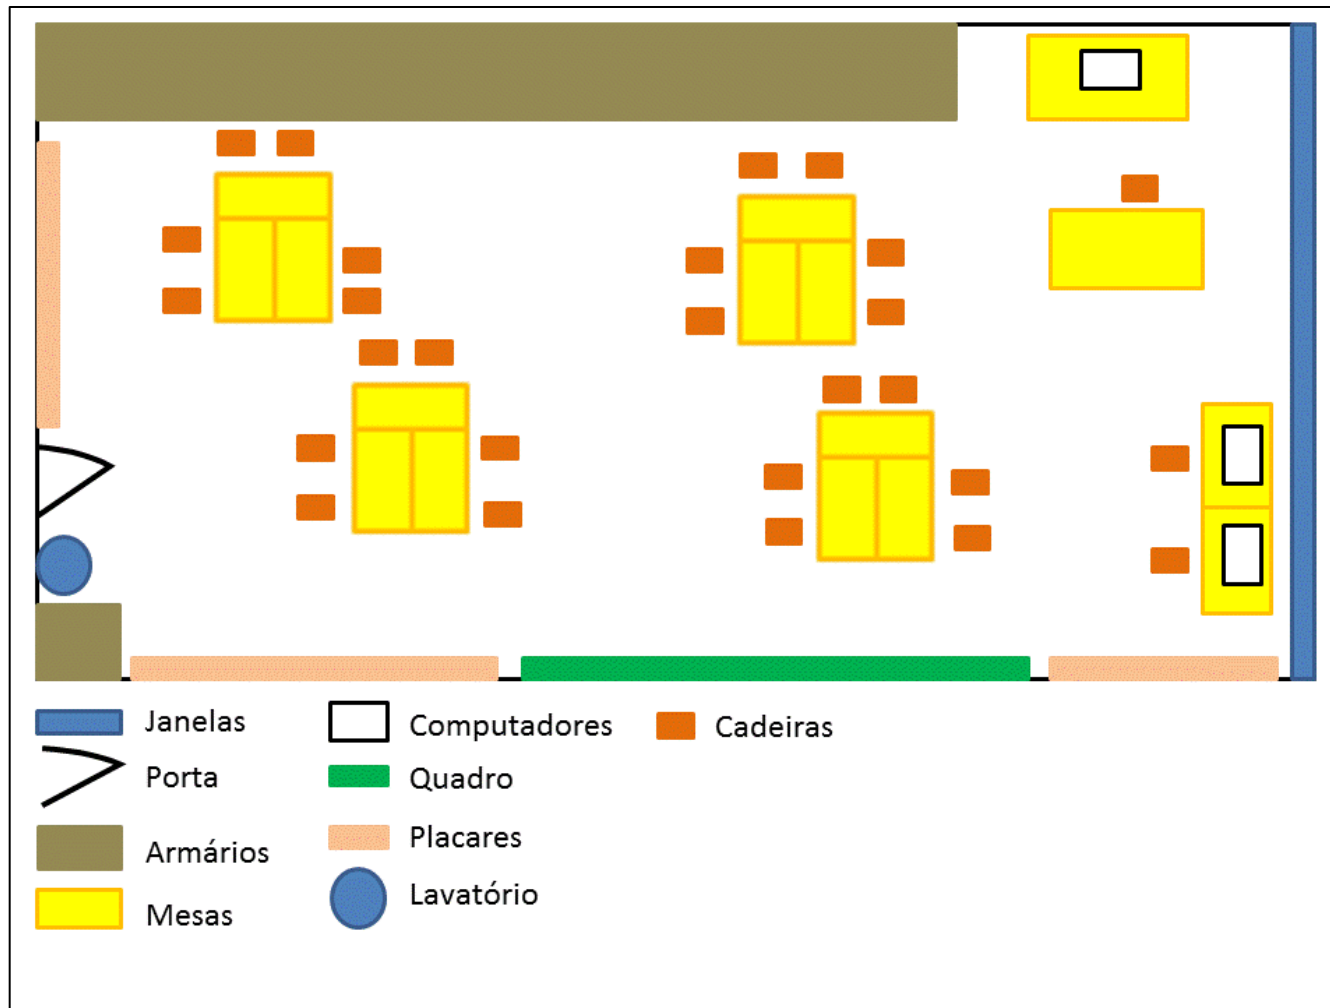 Janelas
Computadores
Cadeiras
Porta
Quadro
Armários
Placares
Mesas
Lavatório